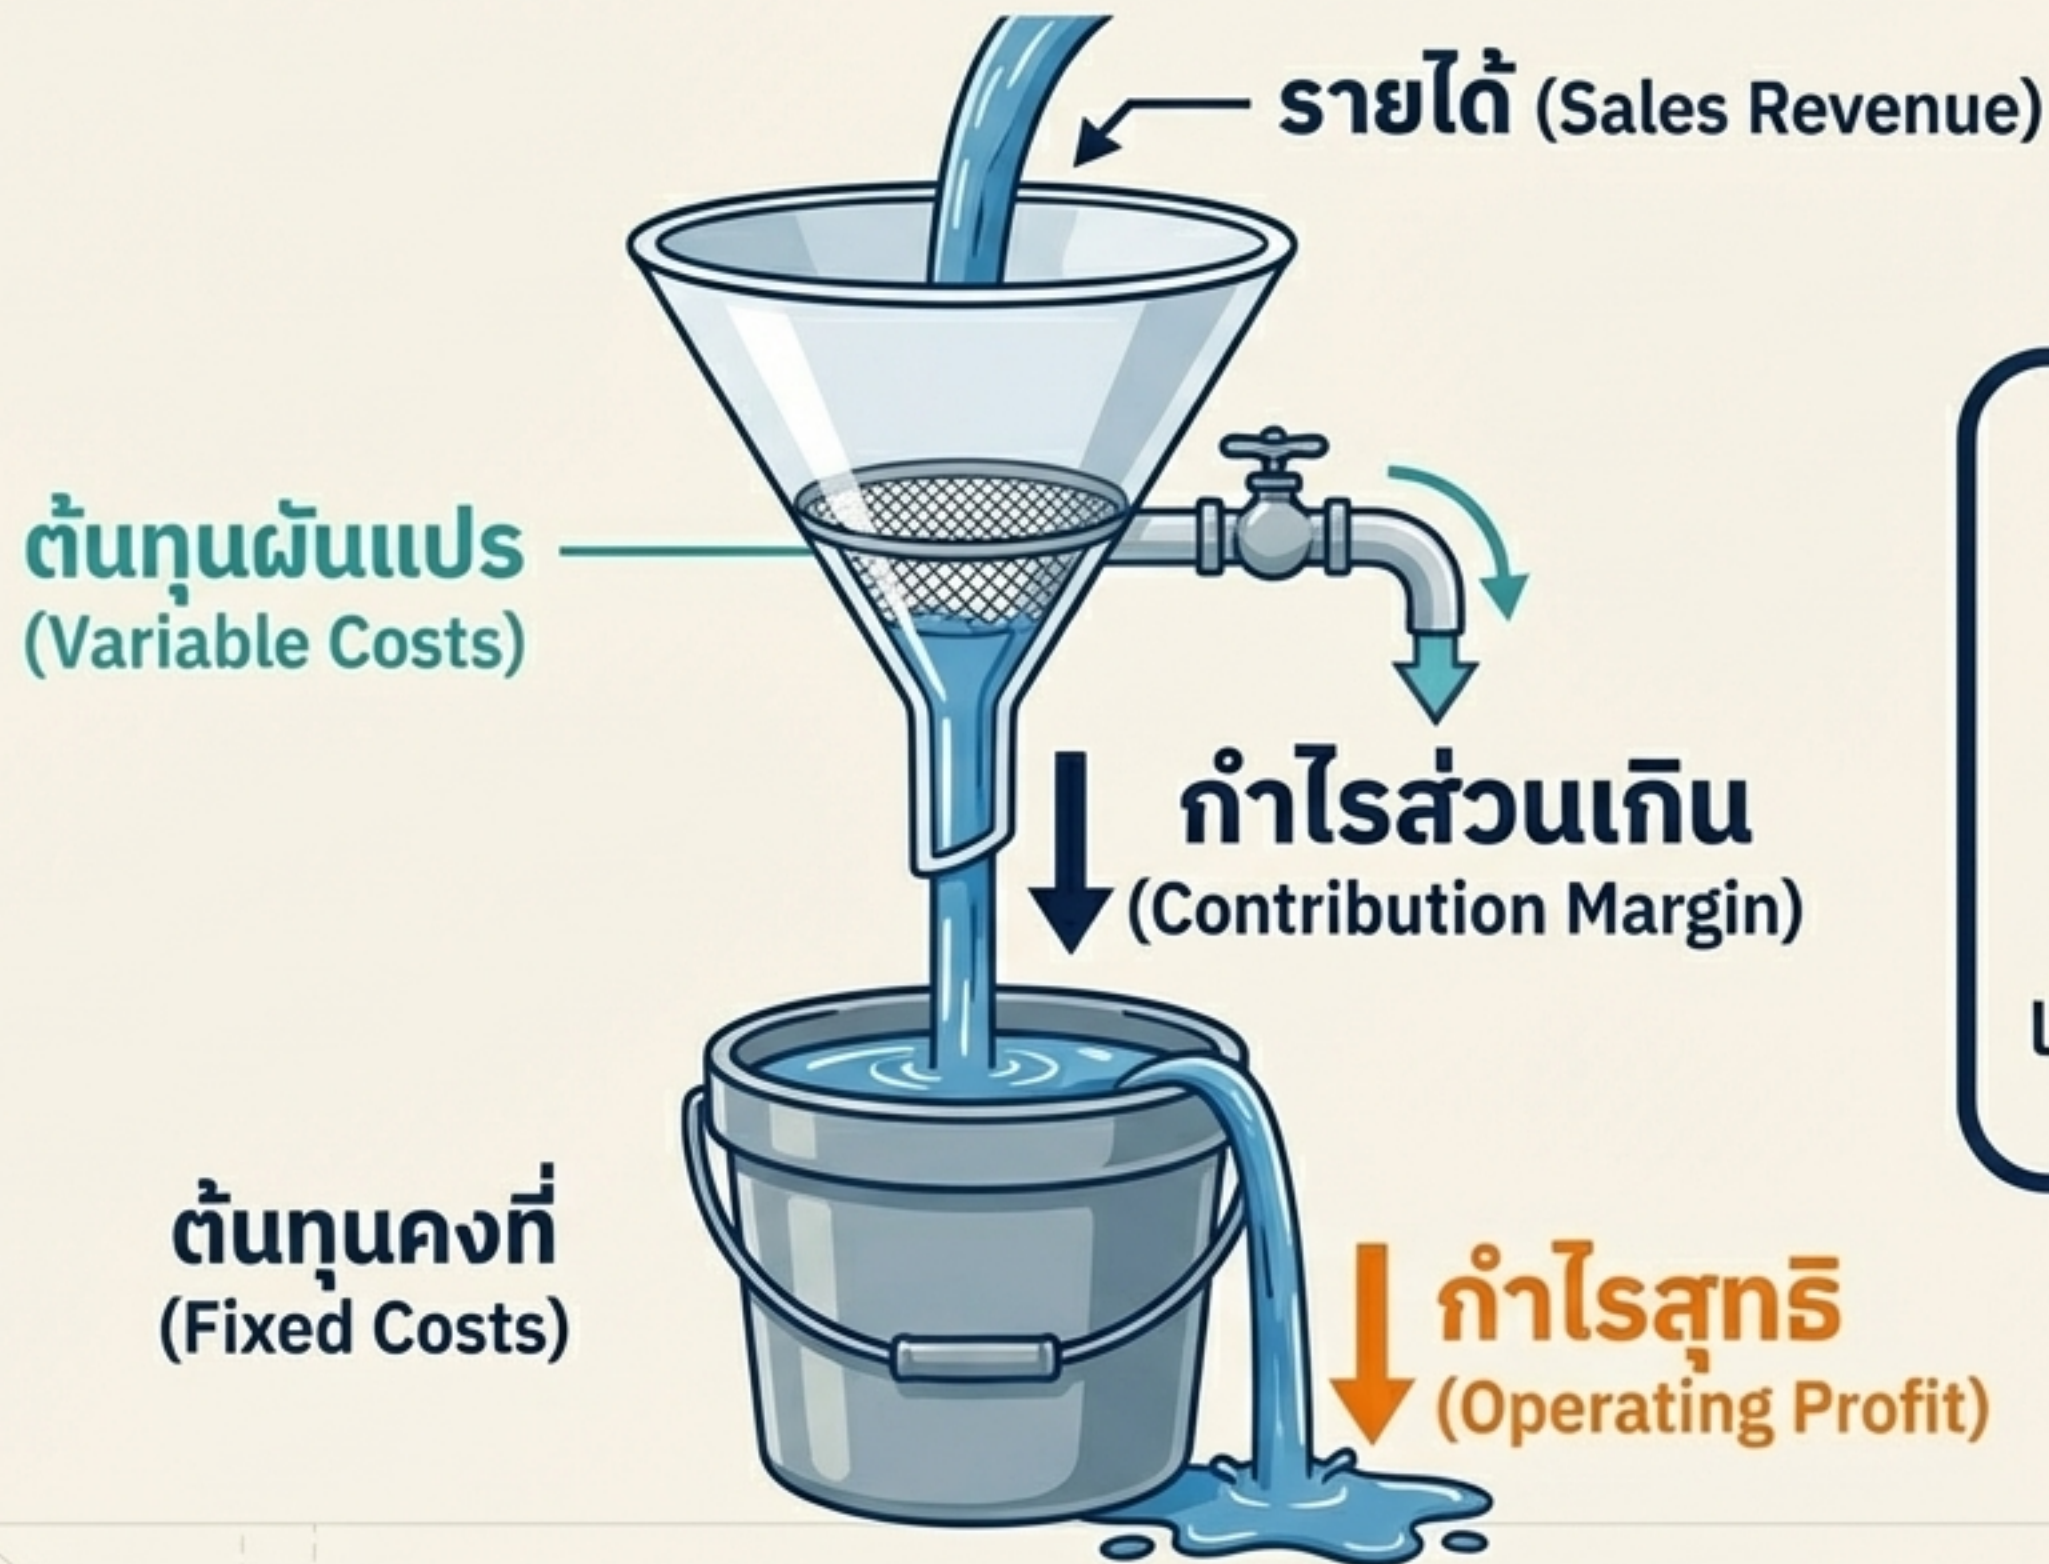 รายได้ (Sales Revenue)
ต้นทุนผันแปร
(Variable Costs)
กำไรส่วนเกิน
(Contribution Margin)
ต้นทุนคงที่
(Fixed Costs)
กำไรสุทธิ
(Operating Profit)